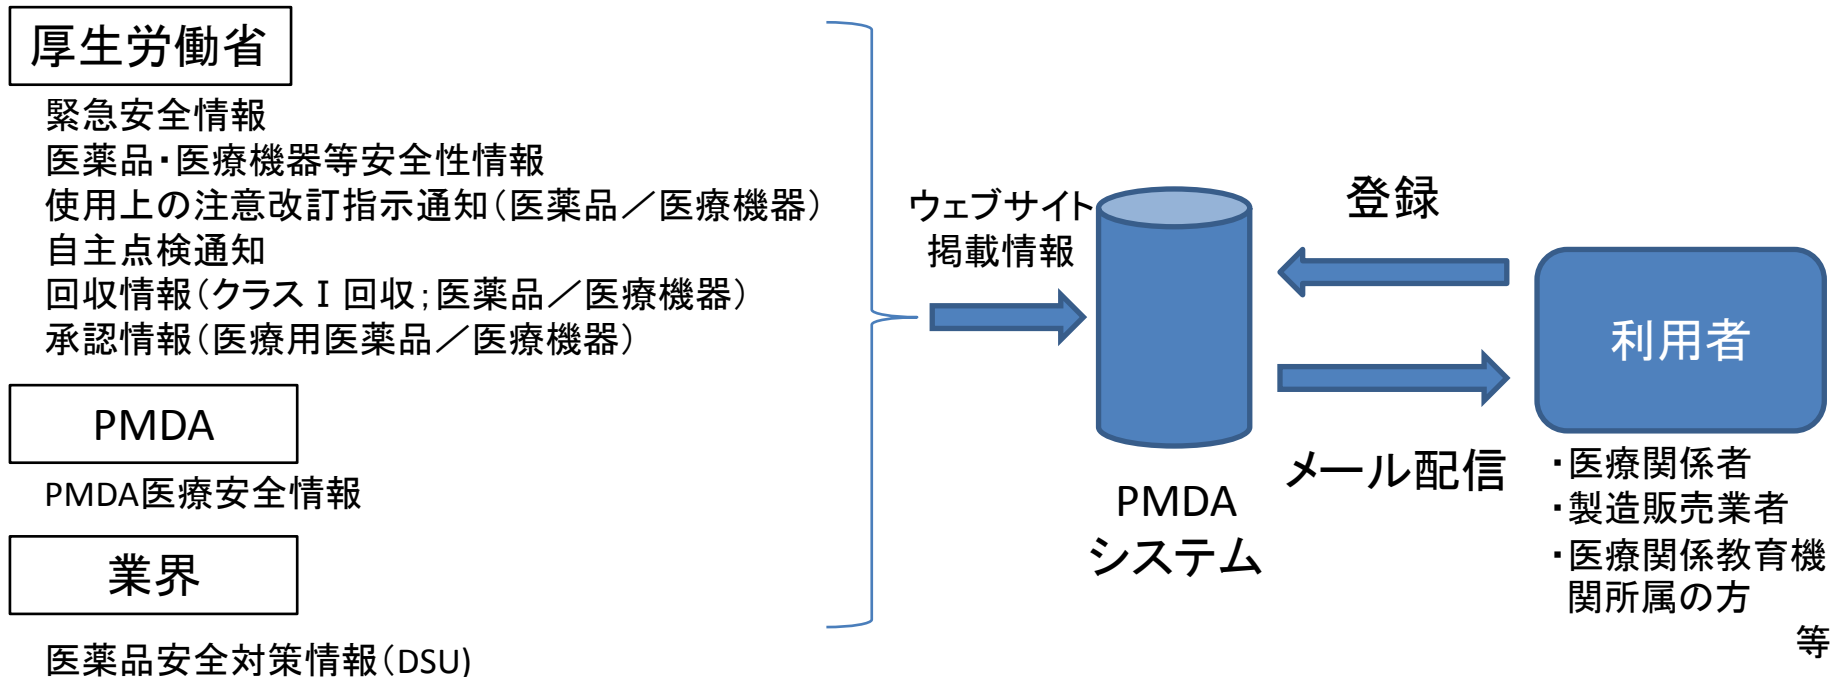 厚生労働省
緊急安全情報
医薬品・医療機器等安全性情報
使用上の注意改訂指示通知(医薬品/医療機器)
自主点検通知
回収情報(クラスⅠ回収;医薬品/医療機器)
承認情報(医療用医薬品/医療機器)
PMDA
PMDA医療安全情報
業界
医薬品安全対策情報(DSU)
ウェブサイト
掲載情報
PMDA
システム
登録
メール配信
利用者
・医療関係者
・製造販売業者
・医療関係教育機
関所属の方
等